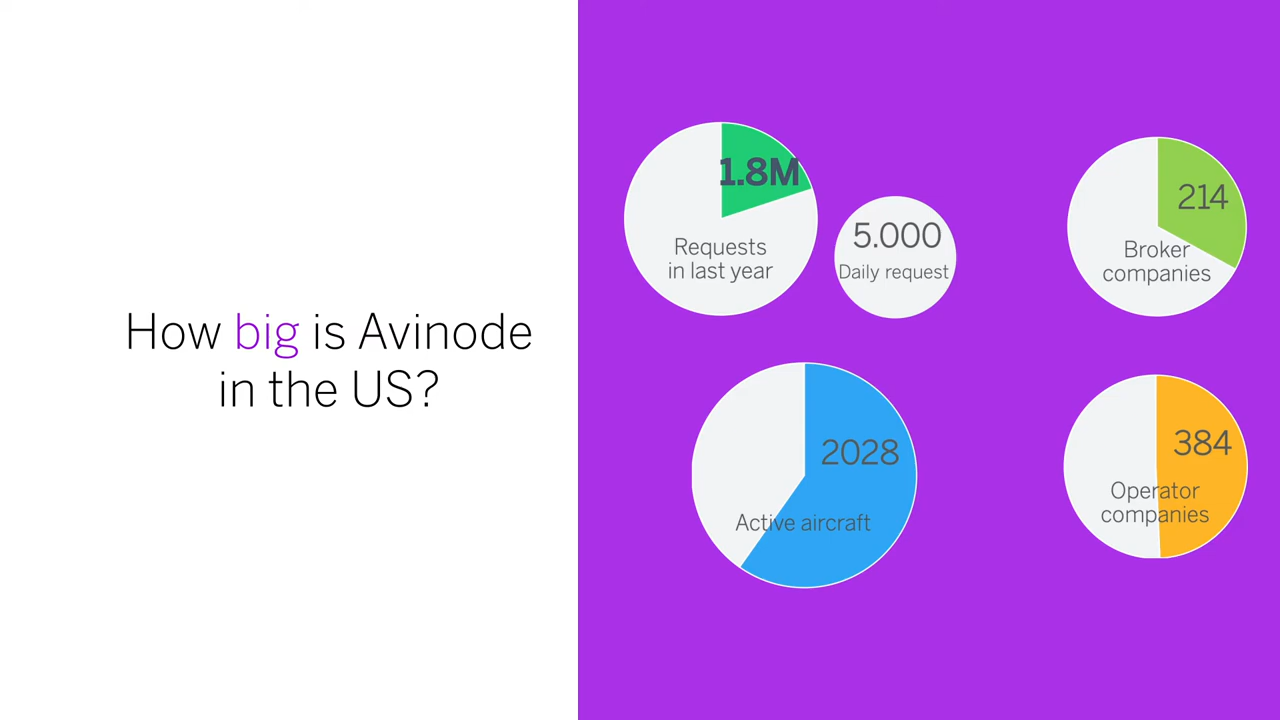 How big is Avinode
in the US?
1.8M
Requests
in last year
5.000
Daily request
214
Broker
companies
2028
Active aircraft
384
Operator
companies